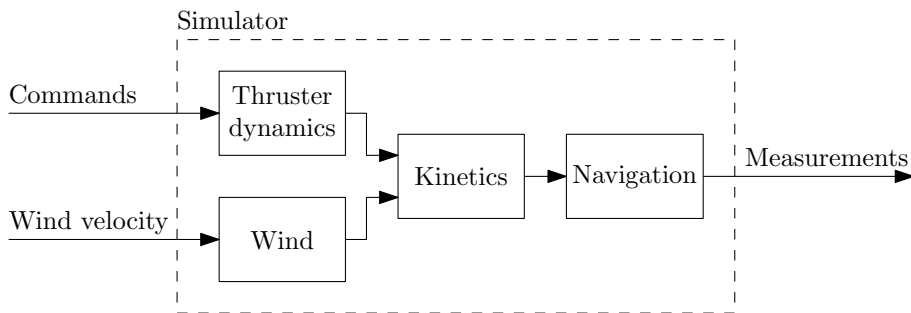 Simulator
Commands
Thruster
dynamics
Kinetics
Navigation
Measurements
Wind velocity
Wind